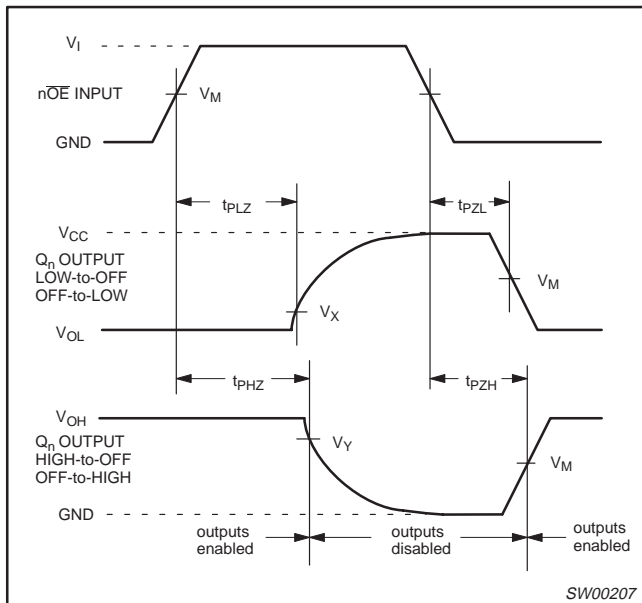 V_I
nO̅E̅ INPUT
V_M
GND
t_PLZ
t_PZL
V_CC
Q_n OUTPUT
LOW-to-OFF
OFF-to-LOW
V_M
V_X
V_OL
t_PHZ
t_PZH
V_OH
Q_n OUTPUT
HIGH-to-OFF
OFF-to-HIGH
V_Y
V_M
GND
outputs
enabled
outputs
disabled
outputs
enabled
SW00207